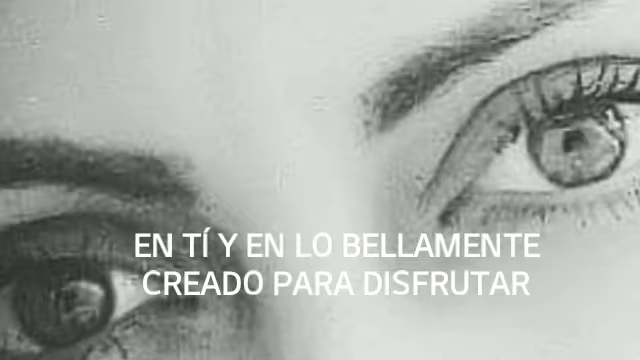 EN TÍ Y EN LO BELLAMENTE
CREADO PARA DISFRUTAR